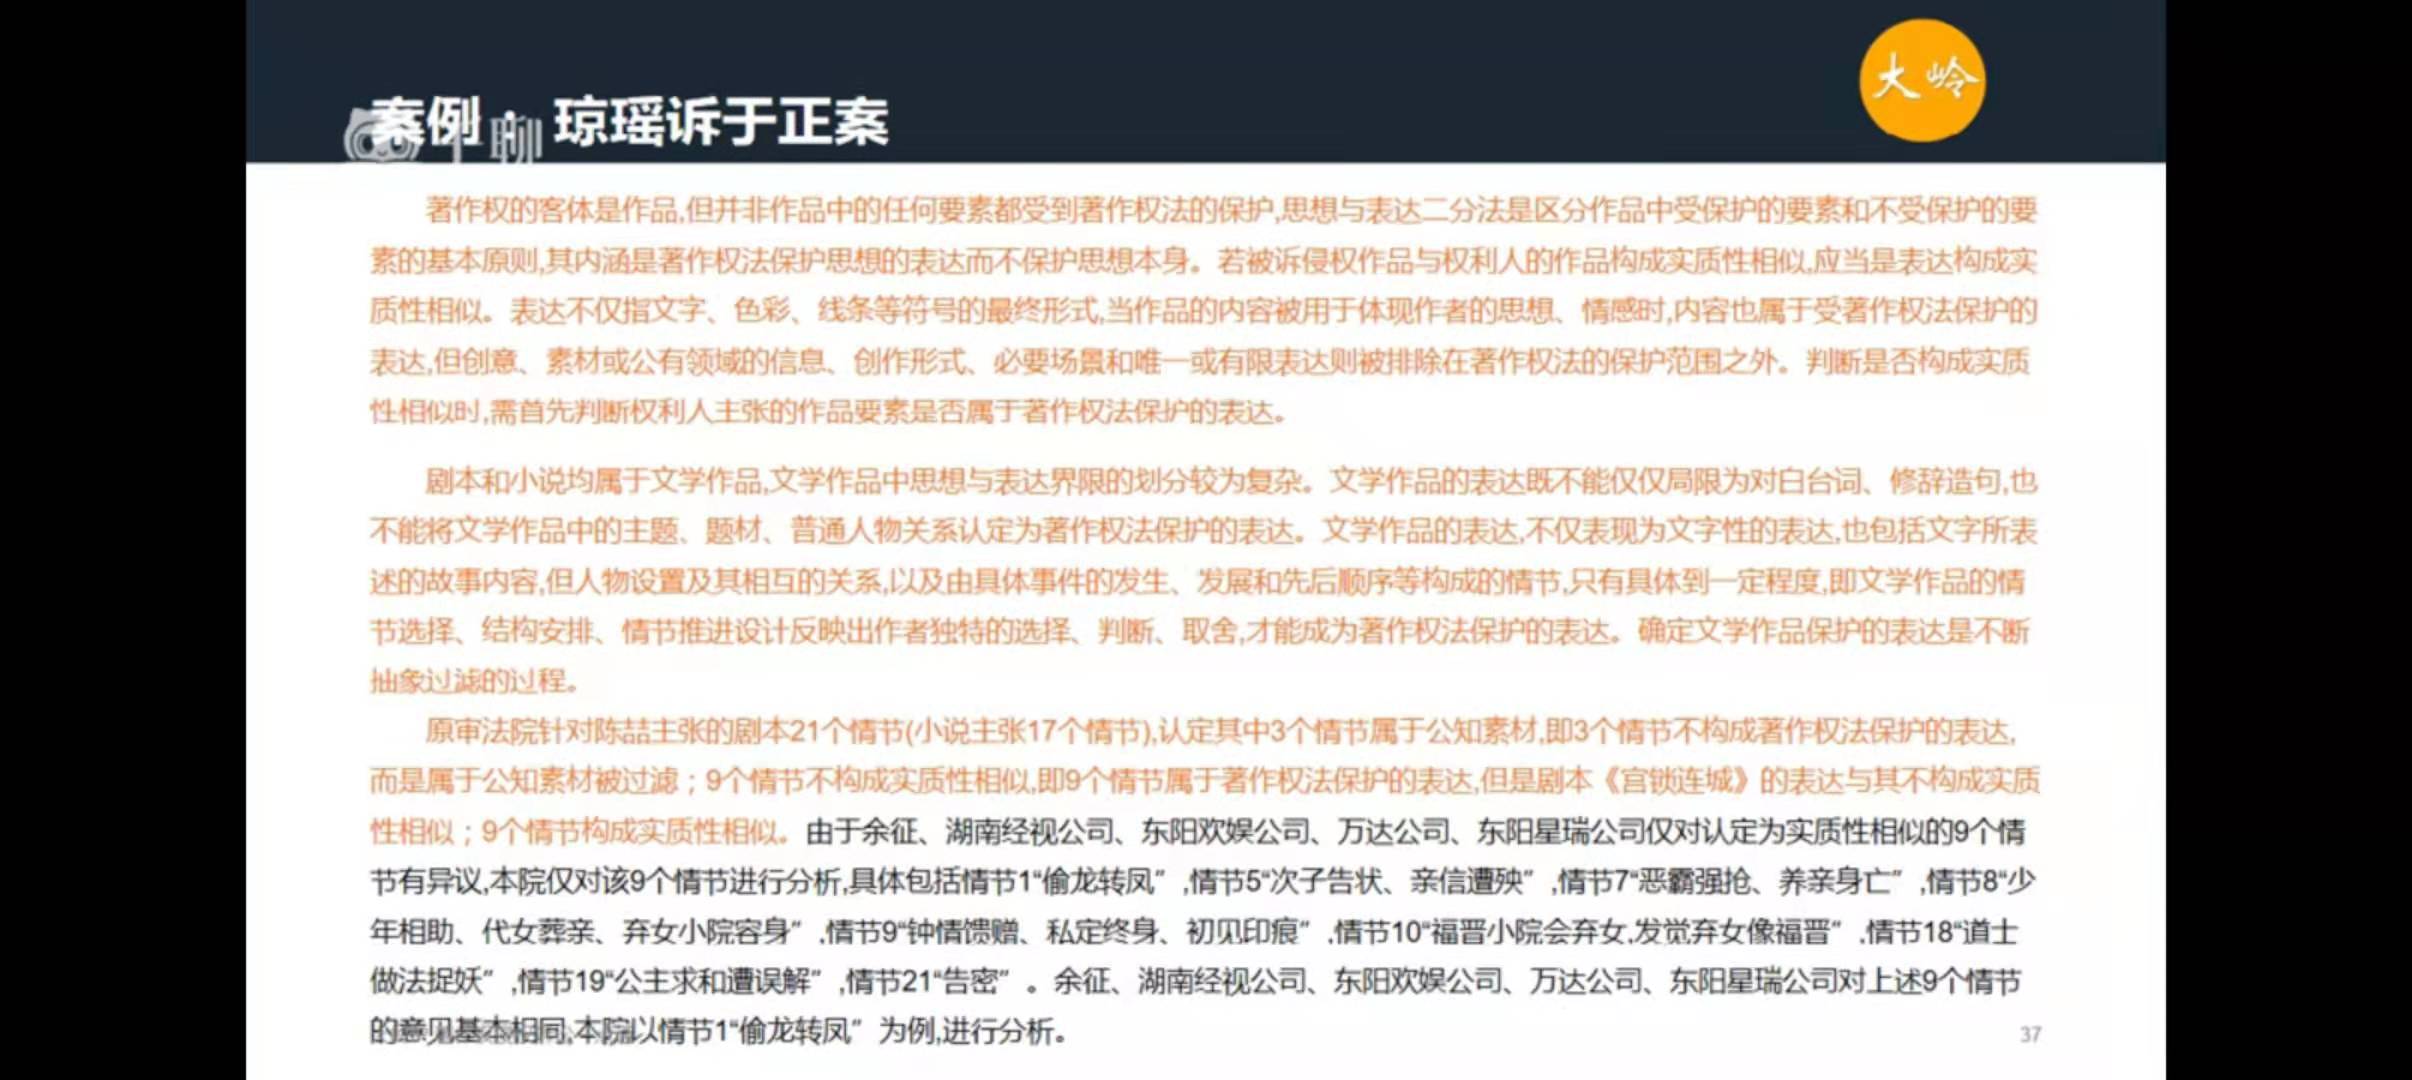 大岭
案例：琼瑶诉于正案
千聊
著作权的客体是作品,但并非作品中的任何要素都受到著作权法的保护,思想与表达二分法是区分作品中受保护的要素和不受保护的要
素的基本原则,其内涵是著作权法保护思想的表达而不保护思想本身。若被诉侵权作品与权利人的作品构成实质性相似,应当是表达构成实
质性相似。表达不仅指文字、色彩、线条等符号的最终形式,当作品的内容被用于体现作者的思想、情感时,内容也属于受著作权法保护的
表达,但创意、素材或公有领域的信息、创作形式、必要场景和唯一或有限表达则被排除在著作权法的保护范围之外。判断是否构成实质
性相似时,需首先判断权利人主张的作品要素是否属于著作权法保护的表达。
剧本和小说均属于文学作品,文学作品中思想与表达界限的划分较为复杂。文学作品的表达既不能仅仅局限为对白台词、修辞造句,也
不能将文学作品中的主题、题材、普通人物关系认定为著作权法保护的表达。文学作品的表达,不仅表现为文字性的表达,也包括文字所表
述的故事内容,但人物设置及其相互的关系,以及由具体事件的发生、发展和先后顺序等构成的情节,只有具体到一定程度,即文学作品的情
节选择、结构安排、情节推进设计反映出作者独特的选择、判断、取舍,才能成为著作权法保护的表达。确定文学作品保护的表达是不断
抽象过滤的过程。
原审法院针对陈喆主张的剧本21个情节(小说主张17个情节),认定其中3个情节属于公知素材,即3个情节不构成著作权法保护的表达,
而是属于公知素材被过滤；9个情节不构成实质性相似,即9个情节属于著作权法保护的表达,但是剧本《宫锁连城》的表达与其不构成实质
性相似；9个情节构成实质性相似。由于余征、湖南经视公司、东阳欢娱公司、万达公司、东阳星瑞公司仅对认定为实质性相似的9个情
节有异议,本院仅对该9个情节进行分析,具体包括情节1“偷龙转凤”,情节5“次子告状、亲信遭殃”,情节7“恶霸强抢、养亲身亡”,情节8“少
年相助、代女葬亲、弃女小院容身”,情节9“钟情馈赠、私定终身、初见印痕”,情节10“福晋小院会弃女,发觉弃女像福晋”,情节18“道士
做法捉妖”,情节19“公主求和遭误解”,情节21“告密”。余征、湖南经视公司、东阳欢娱公司、万达公司、东阳星瑞公司对上述9个情节
的意见基本相同,本院以情节1“偷龙转凤”为例,进行分析。
37